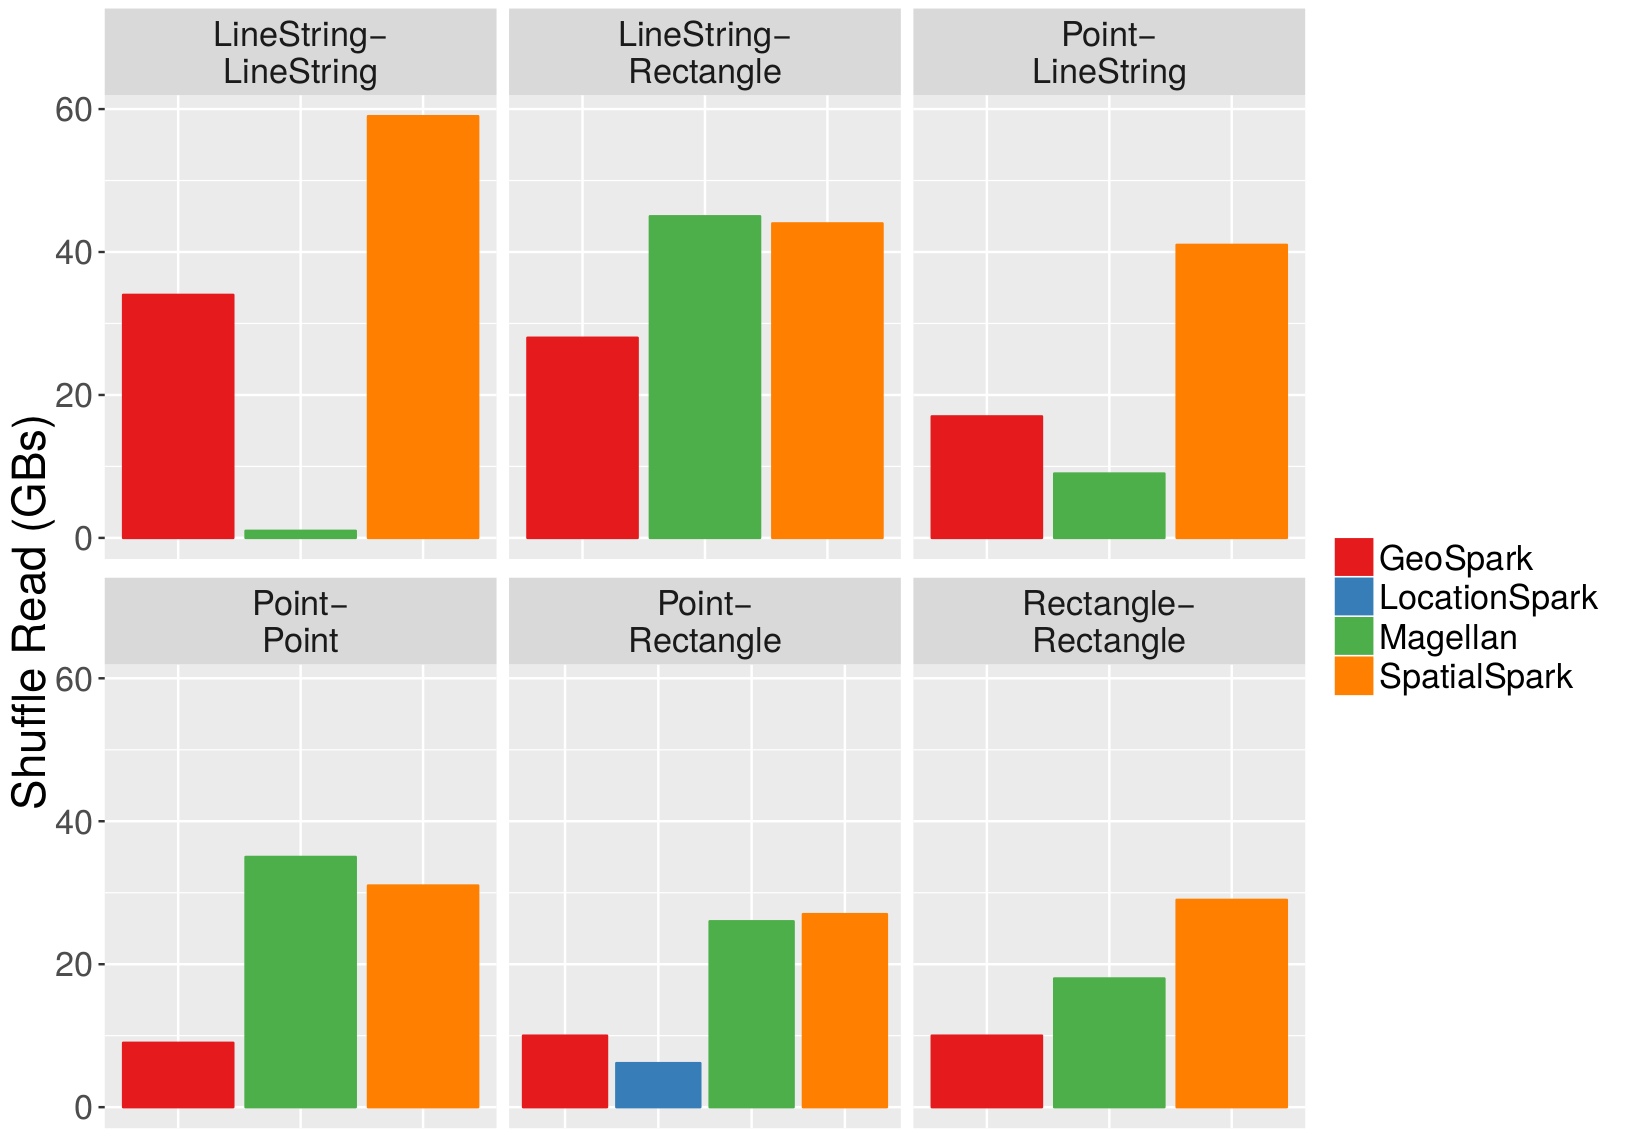 LineString-
LineString
LineString-
Rectangle
Point-
LineString
60
40
20
0
Shuffle Read (GBs)
Point-
Point
Point-
Rectangle
Rectangle-
Rectangle
60
40
20
0
GeoSpark
LocationSpark
Magellan
SpatialSpark